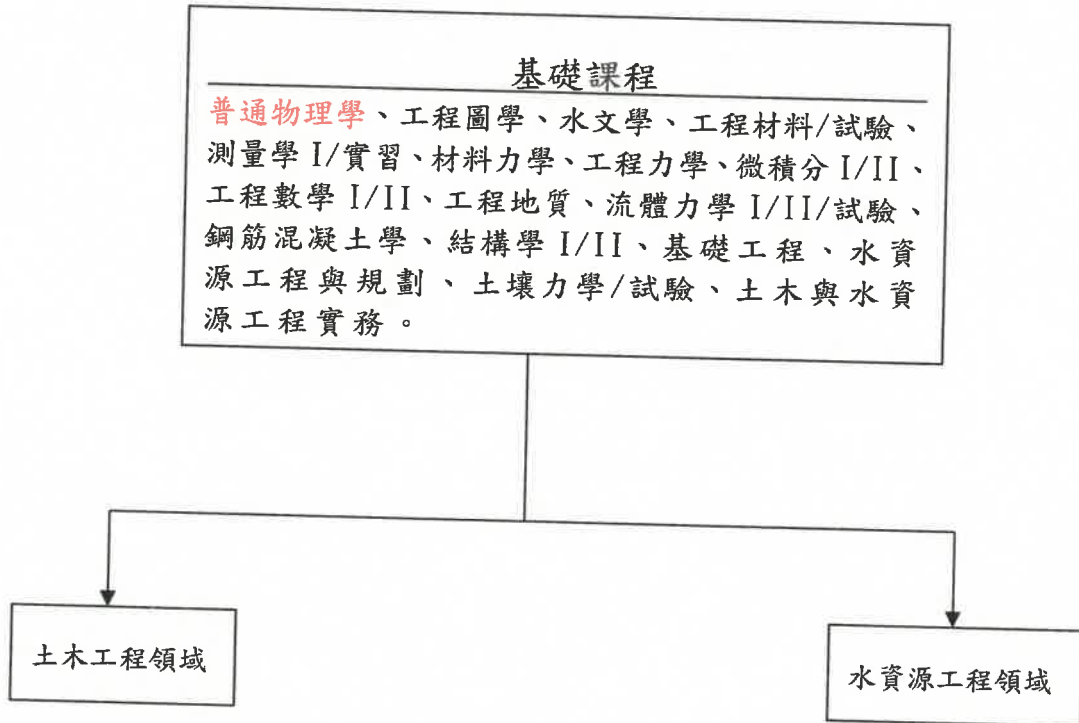 基礎課程
普通物理學、工程圖學、水文學、工程材料/試驗、
測量學 I/實習、材料力學、工程力學、微積分 I/II、
工程數學 I/II、工程地質、流體力學 I/II/試驗、
鋼筋混凝土學、結構學 I/II、基礎工程、水資
源工程與規劃、土壤力學/試驗、土木與水資
源工程實務。
土木工程領域
水資源工程領域